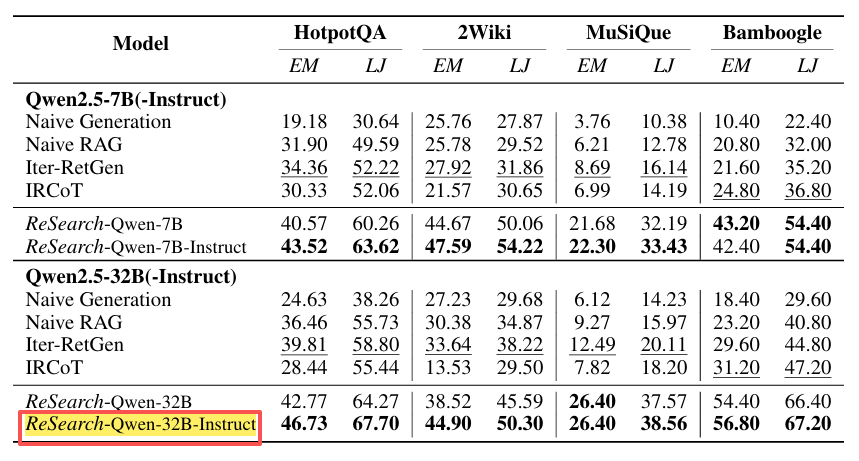 Model HotpotQA 2Wiki MuSiQue Bamboogle
EM LJ EM LJ EM LJ EM LJ
Qwen2.5-7B(-Instruct)
Naive Generation 19.18 30.64 25.76 27.87 3.76 10.38 10.40 22.40
Naive RAG 31.90 49.59 25.78 29.52 6.21 12.78 20.80 32.00
Iter-RetGen 34.36 52.22 27.92 31.86 8.69 16.14 21.60 35.20
IRCoT 30.33 52.06 21.57 30.65 6.99 14.19 24.80 36.80
ReSearch-Qwen-7B 40.57 60.26 44.67 50.06 21.68 32.19 43.20 54.40
ReSearch-Qwen-7B-Instruct 43.52 63.62 47.59 54.22 22.30 33.43 42.40 54.40
Qwen2.5-32B(-Instruct)
Naive Generation 24.63 38.26 27.23 29.68 6.12 14.23 18.40 29.60
Naive RAG 36.46 55.73 30.38 34.87 9.27 15.97 23.20 40.80
Iter-RetGen 39.81 58.80 33.64 38.22 12.49 20.11 29.60 44.80
IRCoT 28.44 55.44 13.53 29.50 7.82 18.20 31.20 47.20
ReSearch-Qwen-32B 42.77 64.27 38.52 45.59 26.40 37.57 54.40 66.40
ReSearch-Qwen-32B-Instruct 46.73 67.70 44.90 50.30 26.40 38.56 56.80 67.20